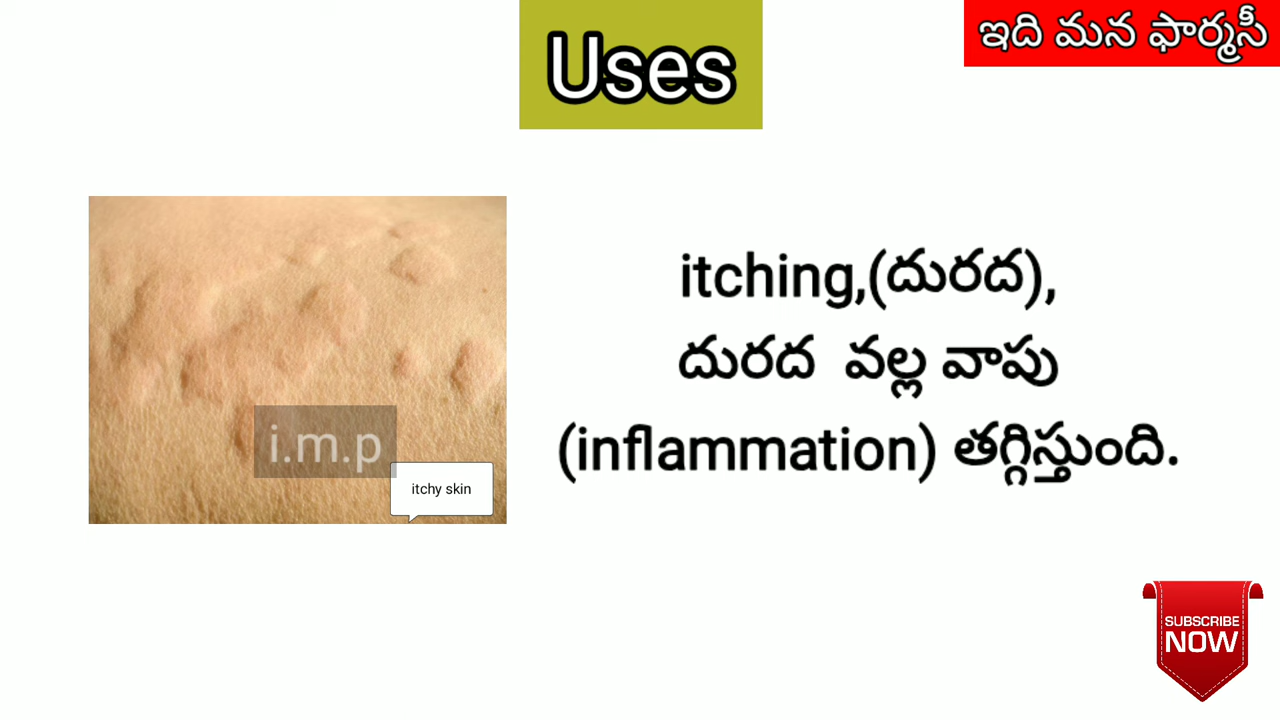 Uses
ఇది మన ఫార్మసీ
itching,(దురద),
దురద వల్ల వాపు
(inflammation) తగ్గిస్తుంది.
i.m.p
itchy skin
SUBSCRIBE
NOW